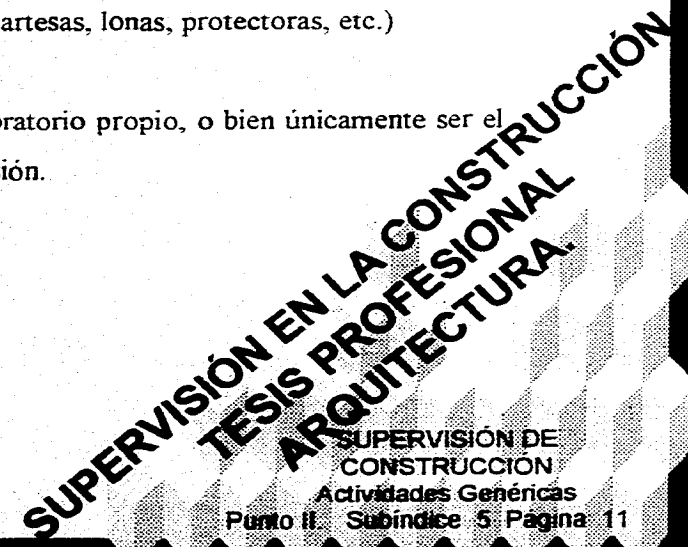 artesas, lonas, protectoras, etc.)
oratorio propio, o bien únicamente ser el
ión.
SUPERVISIÓN EN LA CONSTRUCCIÓN
TESIS PROFESIONAL
ARQUITECTURA.
SUPERVISIÓN DE
CONSTRUCCIÓN
Actividades Genéricas
Punto II Subíndice 5 Página 11